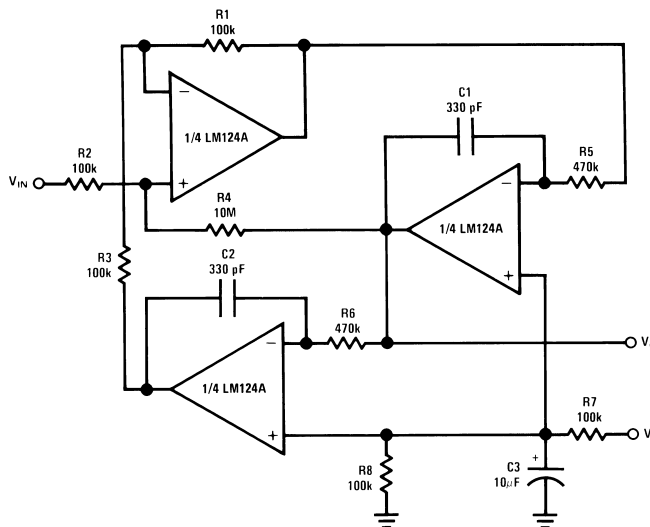 R1
100k
C1
330 pF
R5
470k
−
1/4 LM124A
+
R2
100k
VIN
R4
10M
−
1/4 LM124A
+
R3
100k
C2
330 pF
R6
470k
−
1/4 LM124A
+
V
R7
100k
V
R8
100k
+
C3
10µF